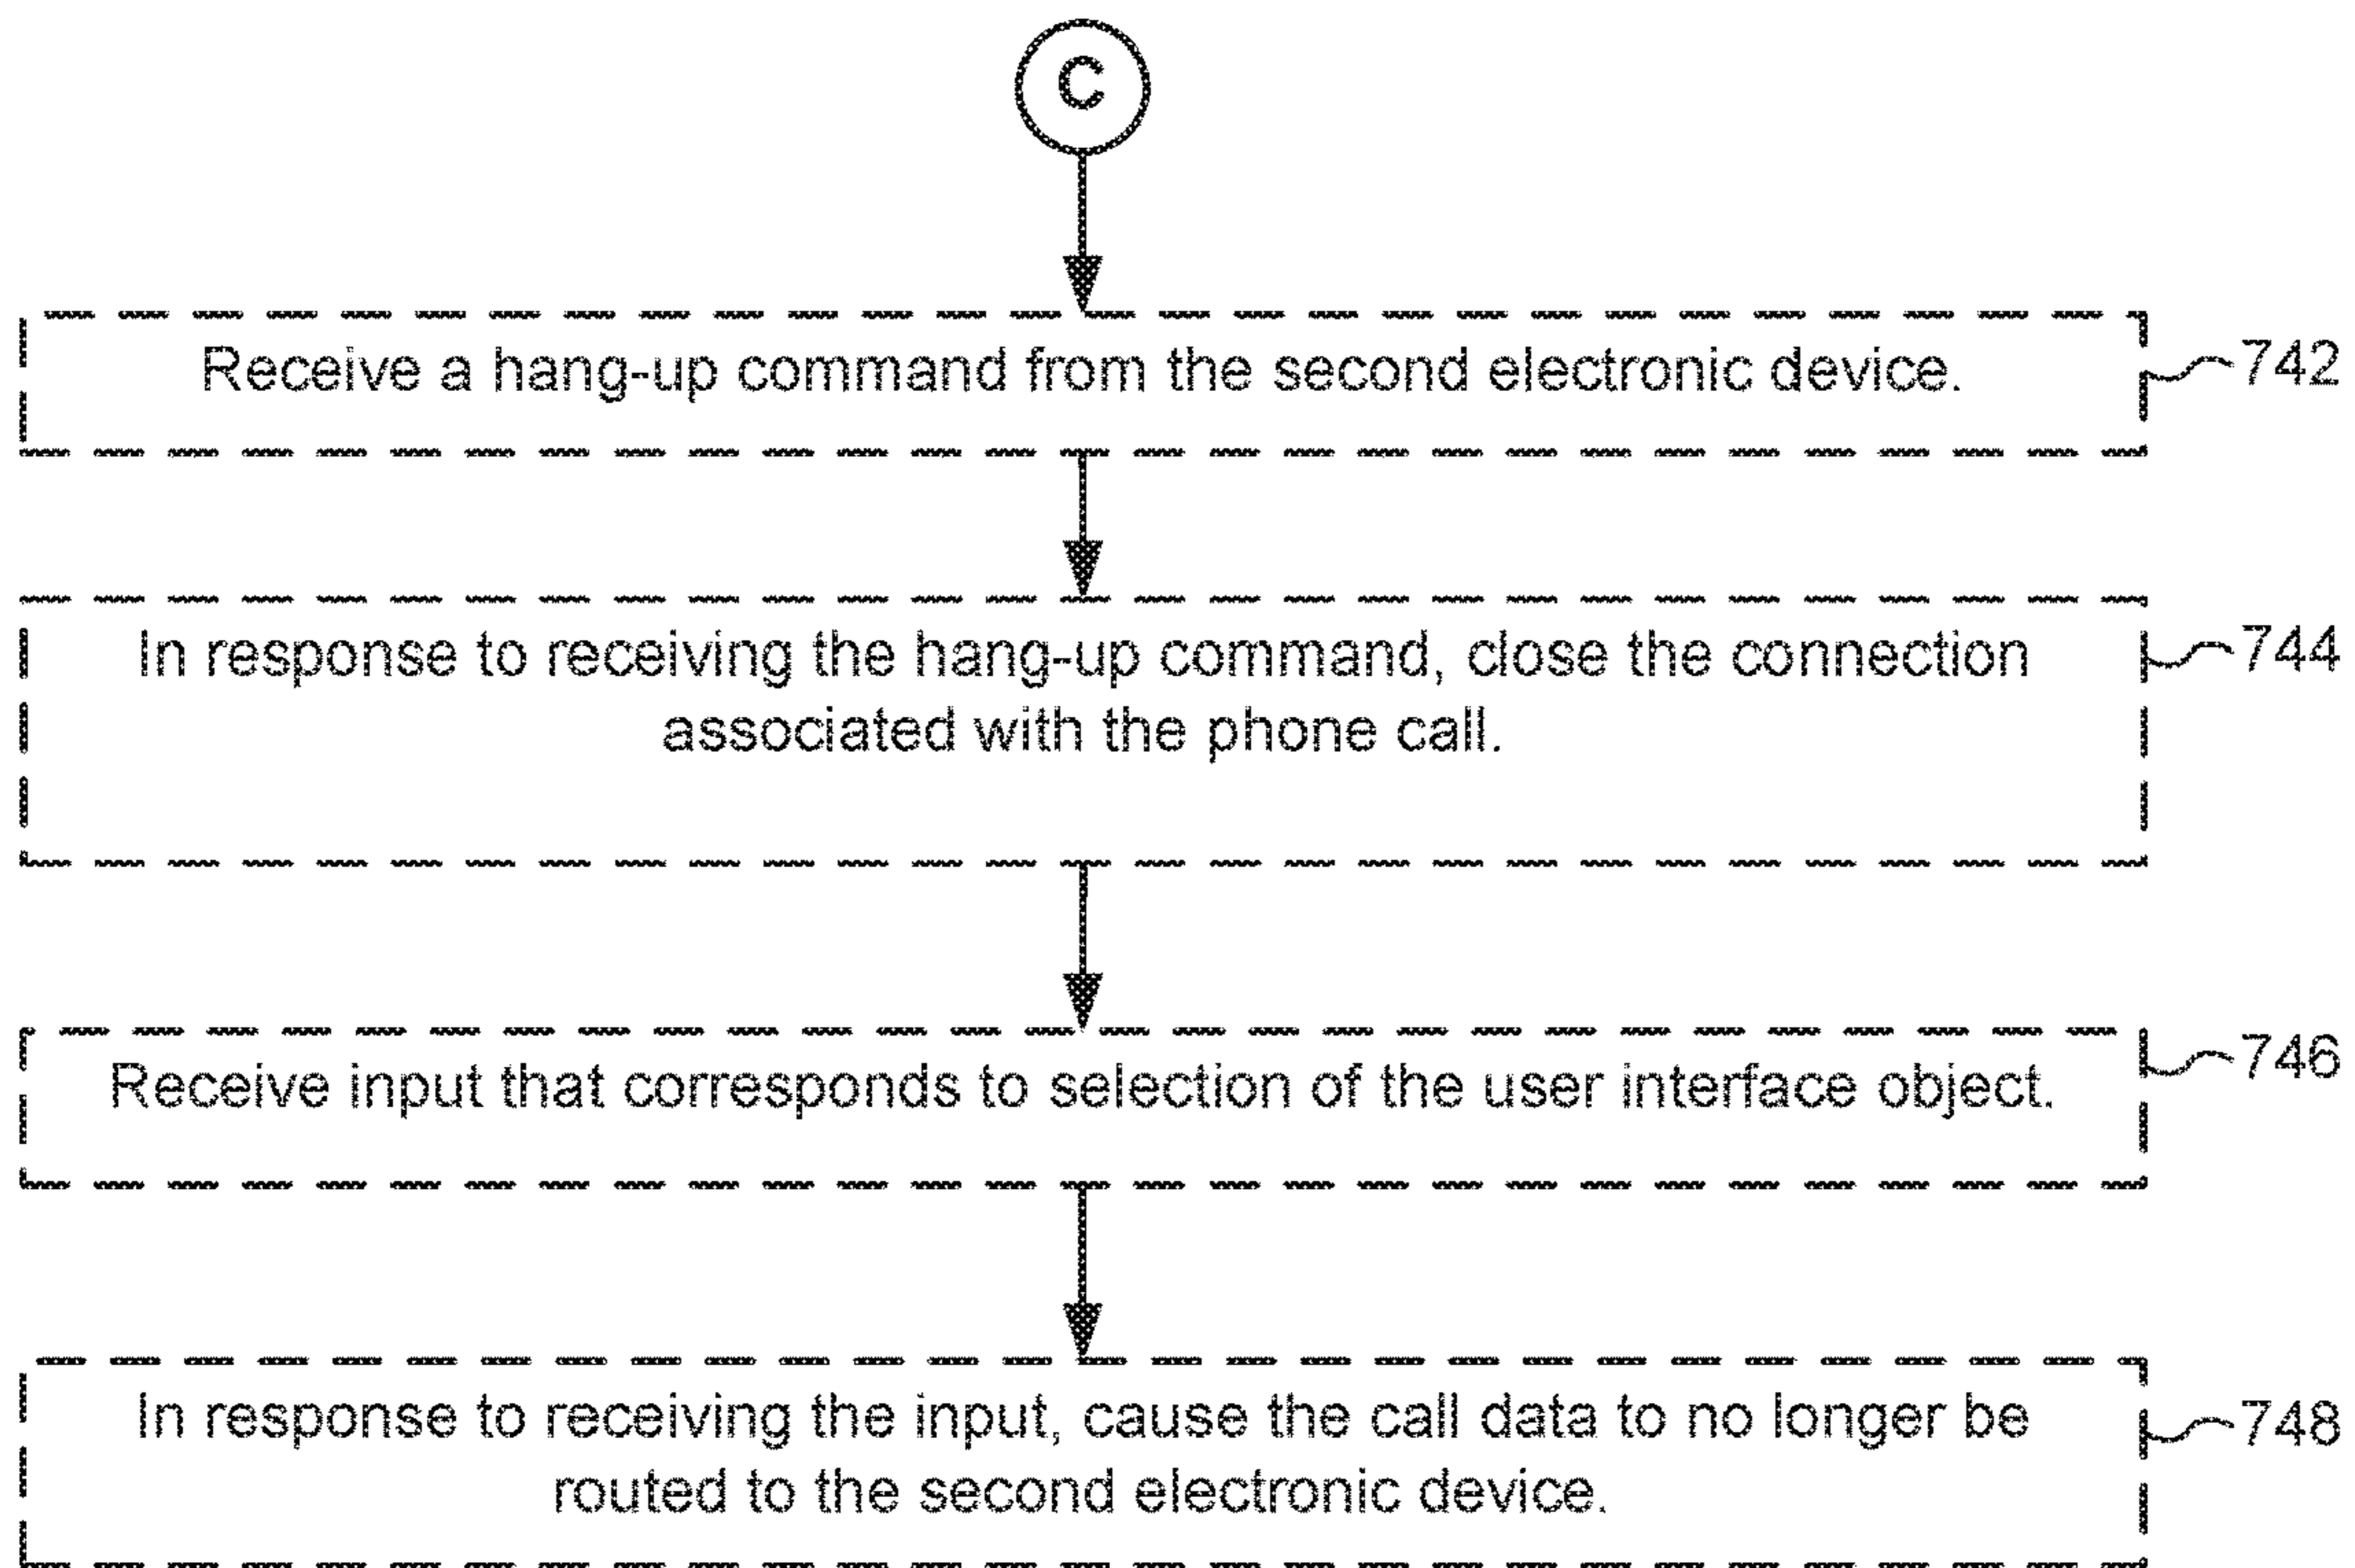 C
Receive a hang-up command from the second electronic device.
742
In response to receiving the hang-up command, close the connection
744
associated with the phone call.
Receive input that corresponds to selection of the user interface object.
746
In response to receiving the input, cause the call data to no longer be
748
routed to the second electronic device.